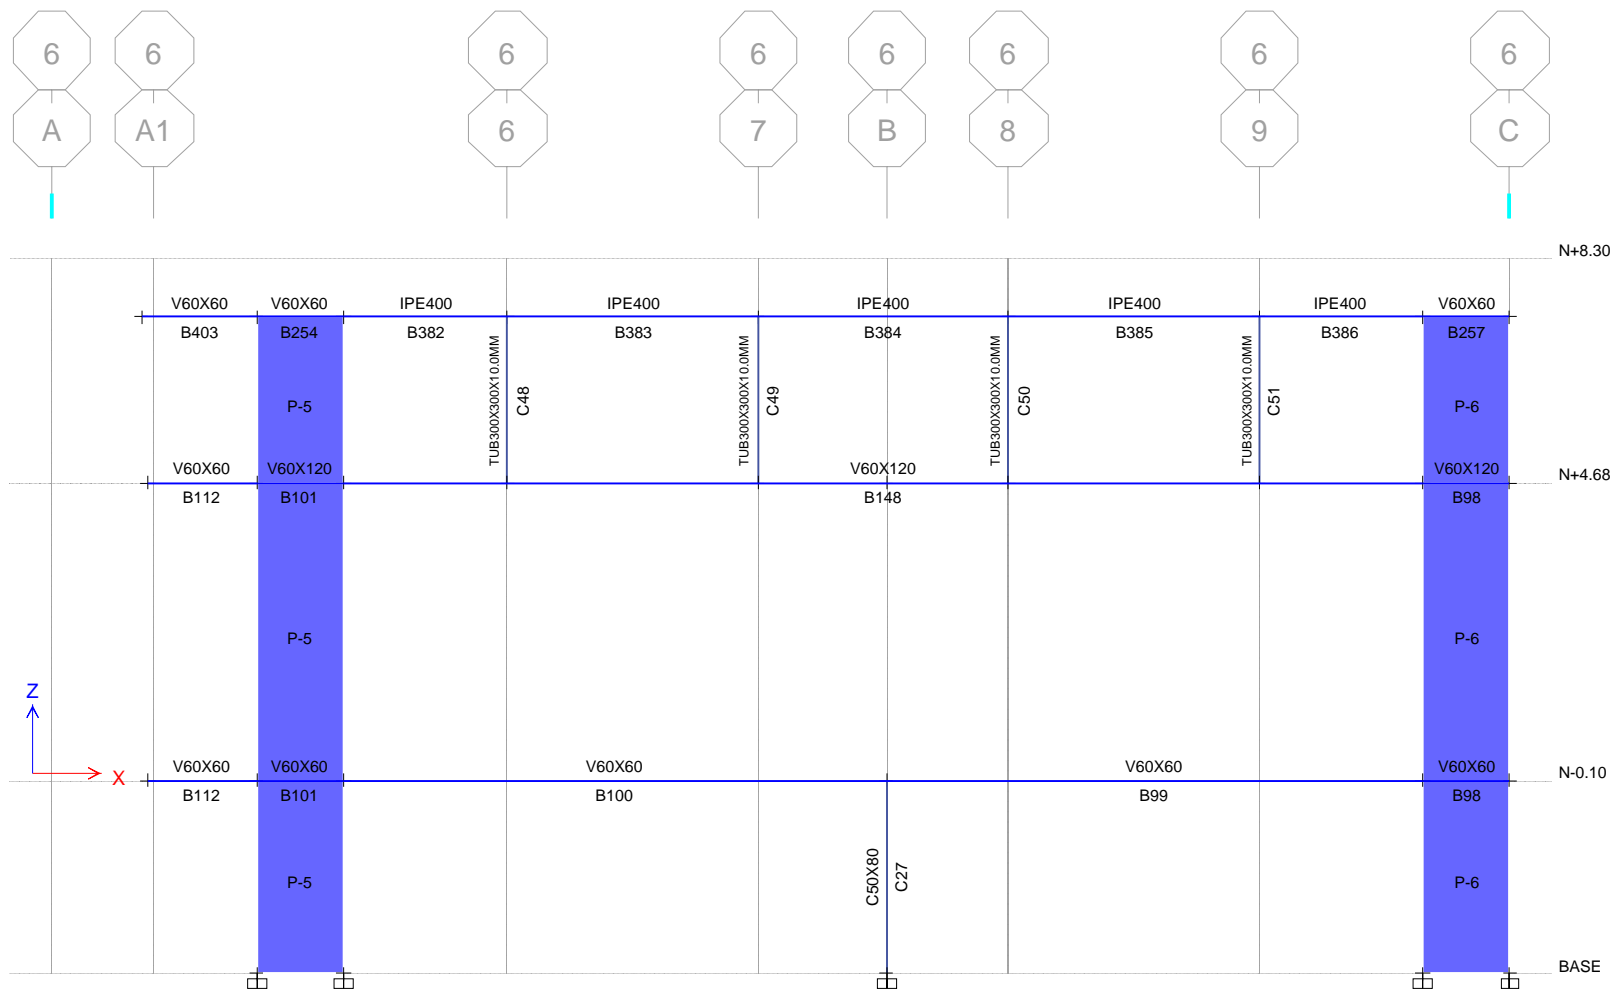 6 6 6 6 6 6 6 6
A A1 6 7 B 8 9 C
N+8.30
V60X60 V60X60 IPE400 IPE400 IPE400 IPE400 IPE400 V60X60
B403 B254 B382 B383 B384 B385 B386 B257
TUB300X300X10.0MM C48 TUB300X300X10.0MM C49 TUB300X300X10.0MM C50 TUB300X300X10.0MM C51
P-5 P-6
V60X60 V60X120 V60X120 V60X120 N+4.68
B112 B101 B148 B98
P-5 P-6
Z
X
V60X60 V60X60 V60X60 V60X60 V60X60 N-0.10
B112 B101 B100 B99 B98
P-5 C50X80 C27 P-6
BASE